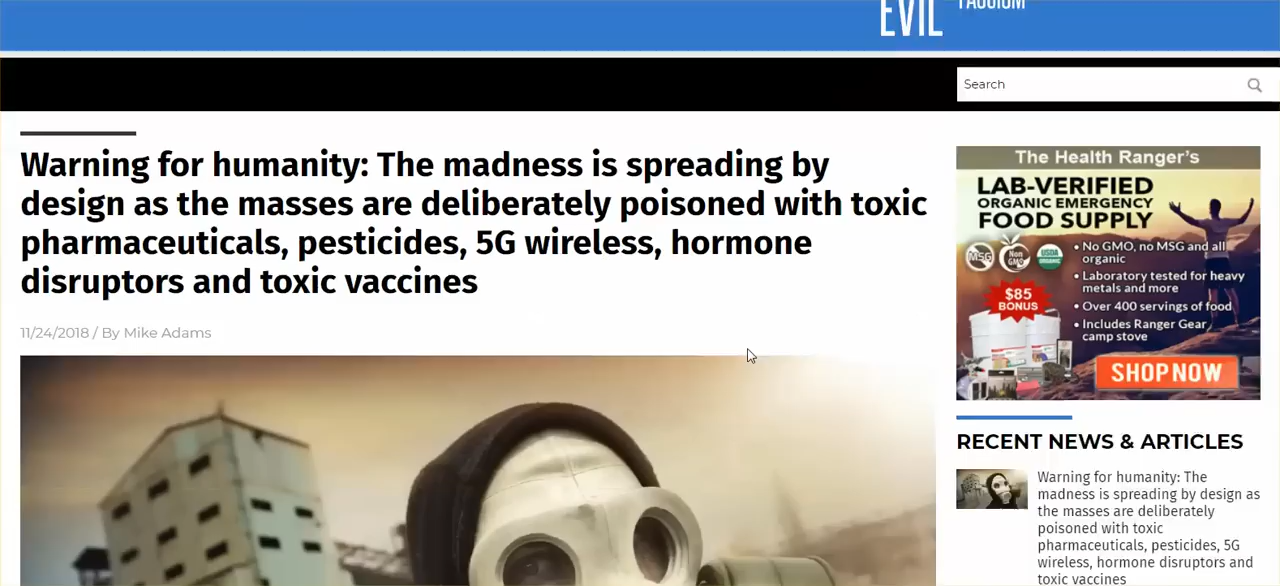 EVIL
Search
Warning for humanity: The madness is spreading by
design as the masses are deliberately poisoned with toxic
pharmaceuticals, pesticides, 5G wireless, hormone
disruptors and toxic vaccines
11/24/2018 / By Mike Adams
The Health Ranger's
LAB-VERIFIED
ORGANIC EMERGENCY
FOOD SUPPLY
MSG
Non
GMO
USDA
ORGANIC
• No GMO, no MSG and all
organic
• Laboratory tested for heavy
metals and more
• Over 400 servings of food
• Includes Ranger Gear
camp stove
$85
BONUS
SHOP NOW
RECENT NEWS & ARTICLES
Warning for humanity: The
madness is spreading by design as
the masses are deliberately
poisoned with toxic
pharmaceuticals, pesticides, 5G
wireless, hormone disruptors and
toxic vaccines